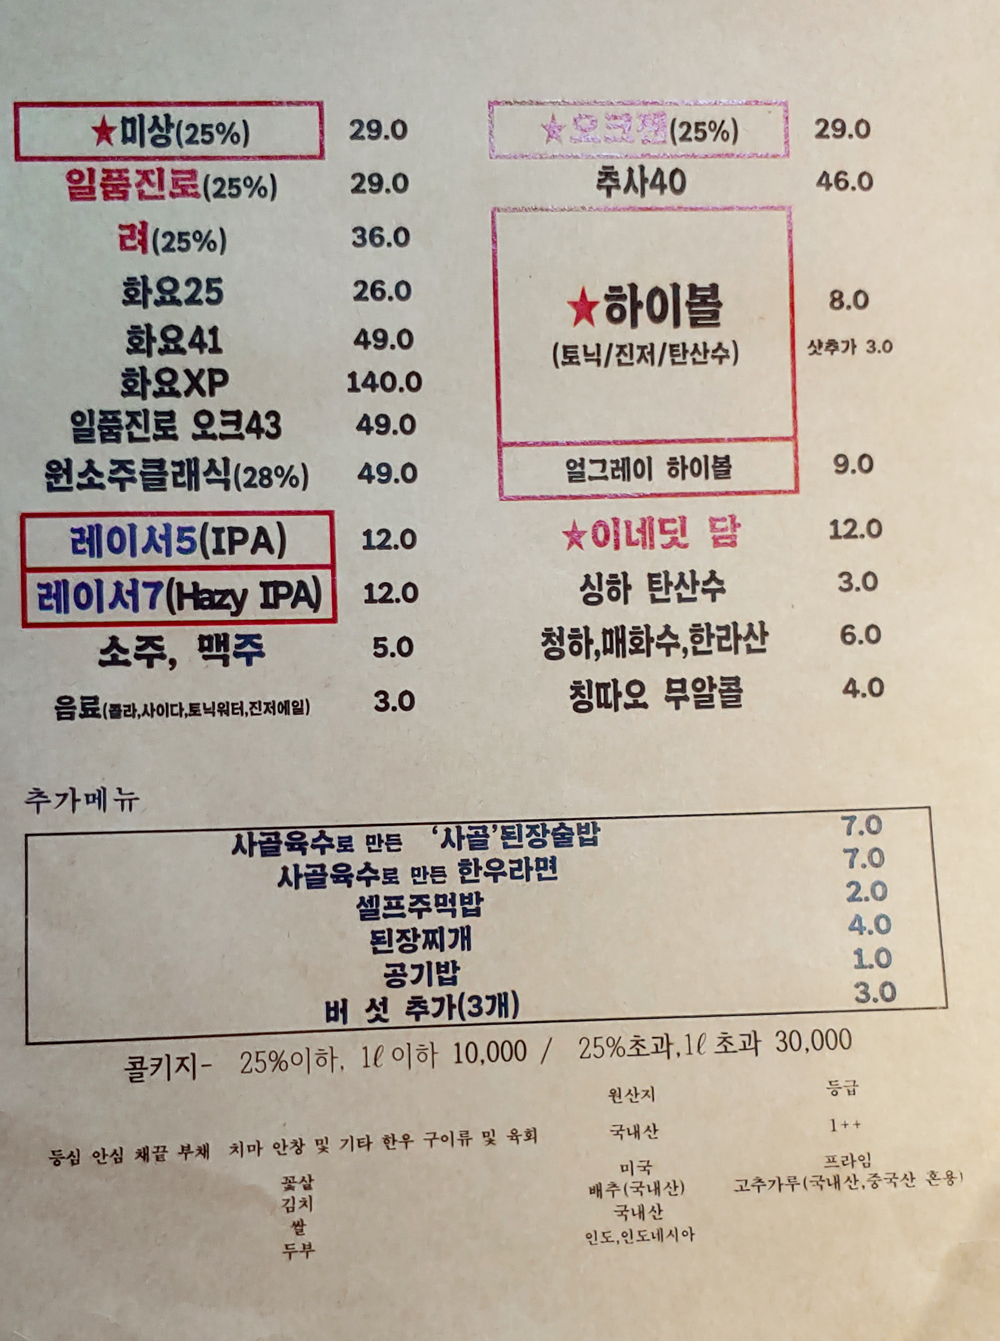 ★미상(25%) 29.0
일품진로(25%) 29.0
려(25%) 36.0
화요25 26.0
화요41 49.0
화요XP 140.0
일품진로 오크43 49.0
원소주클래식(28%) 49.0
레이서5(IPA) 12.0
레이서7(Hazy IPA) 12.0
소주, 맥주 5.0
음료(콜라,사이다,토닉워터,진저에일) 3.0
★오크젠(25%) 29.0
추사40 46.0
★하이볼 8.0
(토닉/진저/탄산수) 샷추가 3.0
얼그레이 하이볼 9.0
★이네딧 담 12.0
싱하 탄산수 3.0
청하,매화수,한라산 6.0
칭따오 무알콜 4.0
추가메뉴
사골육수로 만든 '사골'된장술밥 7.0
사골육수로 만든 한우라면 7.0
셀프주먹밥 2.0
된장찌개 4.0
공기밥 1.0
버 섯 추가(3개) 3.0
콜키지- 25%이하, 1ℓ이하 10,000 / 25%초과,1ℓ초과 30,000
원산지 등급
등심 안심 채끝 부채 치마 안창 및 기타 한우 구이류 및 육회 국내산 1++
꽃살 미국 프라임
김치 배추(국내산) 고추가루(국내산,중국산 혼용)
쌀 국내산
두부 인도,인도네시아